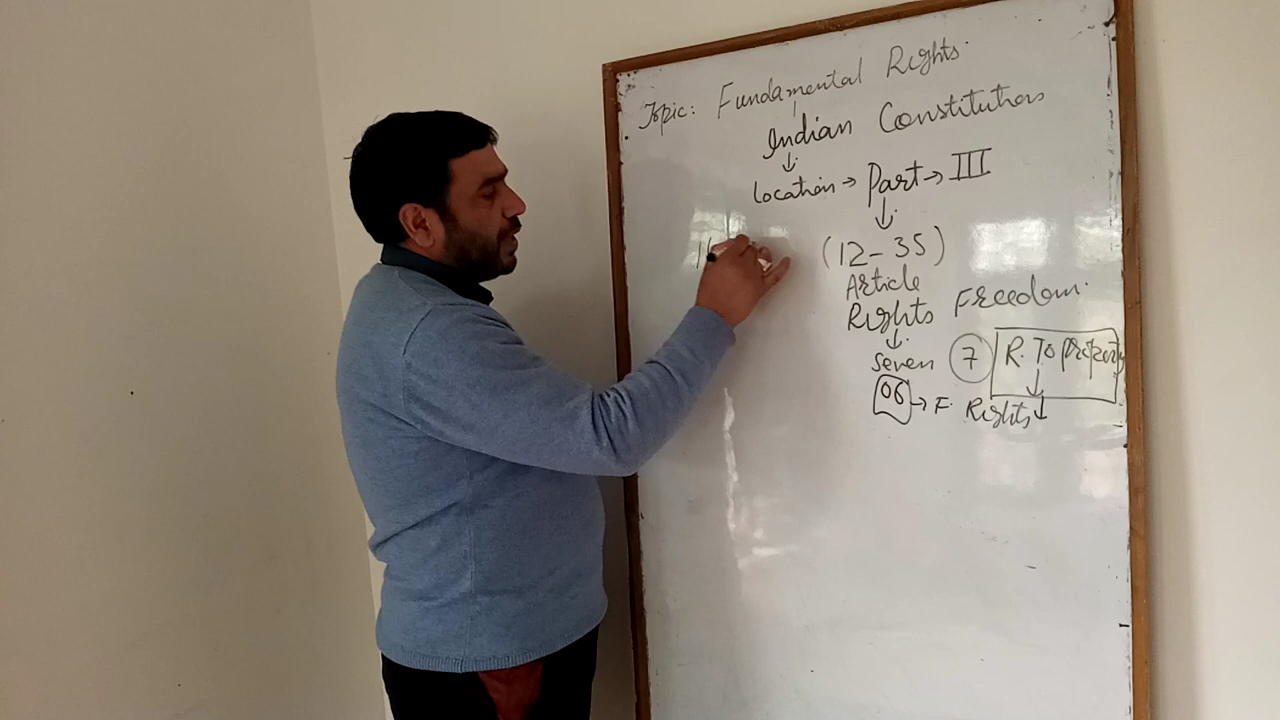 Topic: Fundamental Rights.
Indian Constitution
↓
Location → Part → III
↓
(12-35)
Article
Rights Freedom.
↓
Seven 7 R. To property
06 → F. Rights ↓